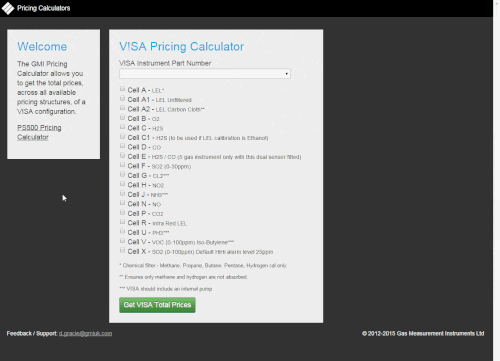 Pricing Calculators
Welcome
The GMI Pricing
Calculator allows you
to get the total prices,
across all available
pricing structures, of a
VISA configuration.
PS500 Pricing
Calculator
V!SA Pricing Calculator
V!SA Instrument Part Number
Cell A - LEL*
Cell A1 - LEL Unfiltered
Cell A2 - LEL Carbon Cloth**
Cell B - O2
Cell C - H2S
Cell C1 - H2S (to be used if LEL calibration is Ethanol)
Cell D - CO
Cell E - H2S / CO (5 gas instrument only with this dual sensor fitted)
Cell F - SO2 (0-30ppm)
Cell G - CL2***
Cell H - NO2
Cell J - NH3***
Cell N - NO
Cell P - CO2
Cell R - Infra Red LEL
Cell U - PH3***
Cell V - VOC (0-100ppm) Iso-Butylene***
Cell X - SO2 (0-100ppm) Default HiHi alarm level 25ppm
* Chemical filter - Methane, Propane, Butane, Pentane, Hydrogen cal only.
** Ensures only methane and hydrogen are not absorbed.
*** V!SA should include an internal pump
Get V!SA Total Prices
Feedback / Support: d.gracie@gmiuk.com
© 2012-2015 Gas Measurement Instruments Ltd